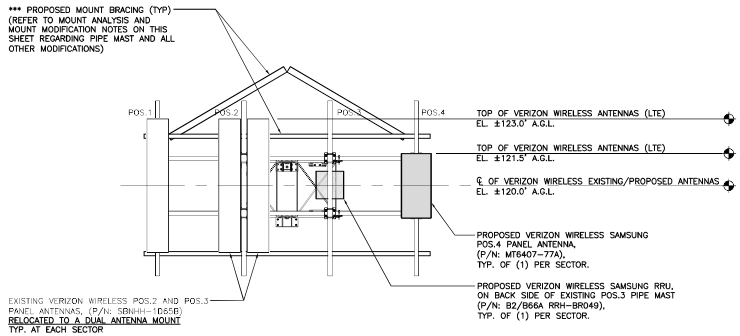 *** PROPOSED MOUNT BRACING (TYP)
(REFER TO MOUNT ANALYSIS AND
MOUNT MODIFICATION NOTES ON THIS
SHEET REGARDING PIPE MAST AND ALL
OTHER MODIFICATIONS)
POS.1
POS.2
POS.3
POS.4
TOP OF VERIZON WIRELESS ANTENNAS (LTE)
EL. ±123.0' A.G.L.
TOP OF VERIZON WIRELESS ANTENNAS (LTE)
EL. ±121.5' A.G.L.
℄ OF VERIZON WIRELESS EXISTING/PROPOSED ANTENNAS
EL. ±120.0' A.G.L.
PROPOSED VERIZON WIRELESS SAMSUNG
POS.4 PANEL ANTENNA,
(P/N: MT6407-77A),
TYP. OF (1) PER SECTOR.
PROPOSED VERIZON WIRELESS SAMSUNG RRU,
ON BACK SIDE OF EXISTING POS.3 PIPE MAST
(P/N: B2/B66A RRH-BR049),
TYP. OF (1) PER SECTOR.
EXISTING VERIZON WIRELESS POS.2 AND POS.3
PANEL ANTENNAS, (P/N: SBNHH-1D65B)
RELOCATED TO A DUAL ANTENNA MOUNT
TYP. AT EACH SECTOR